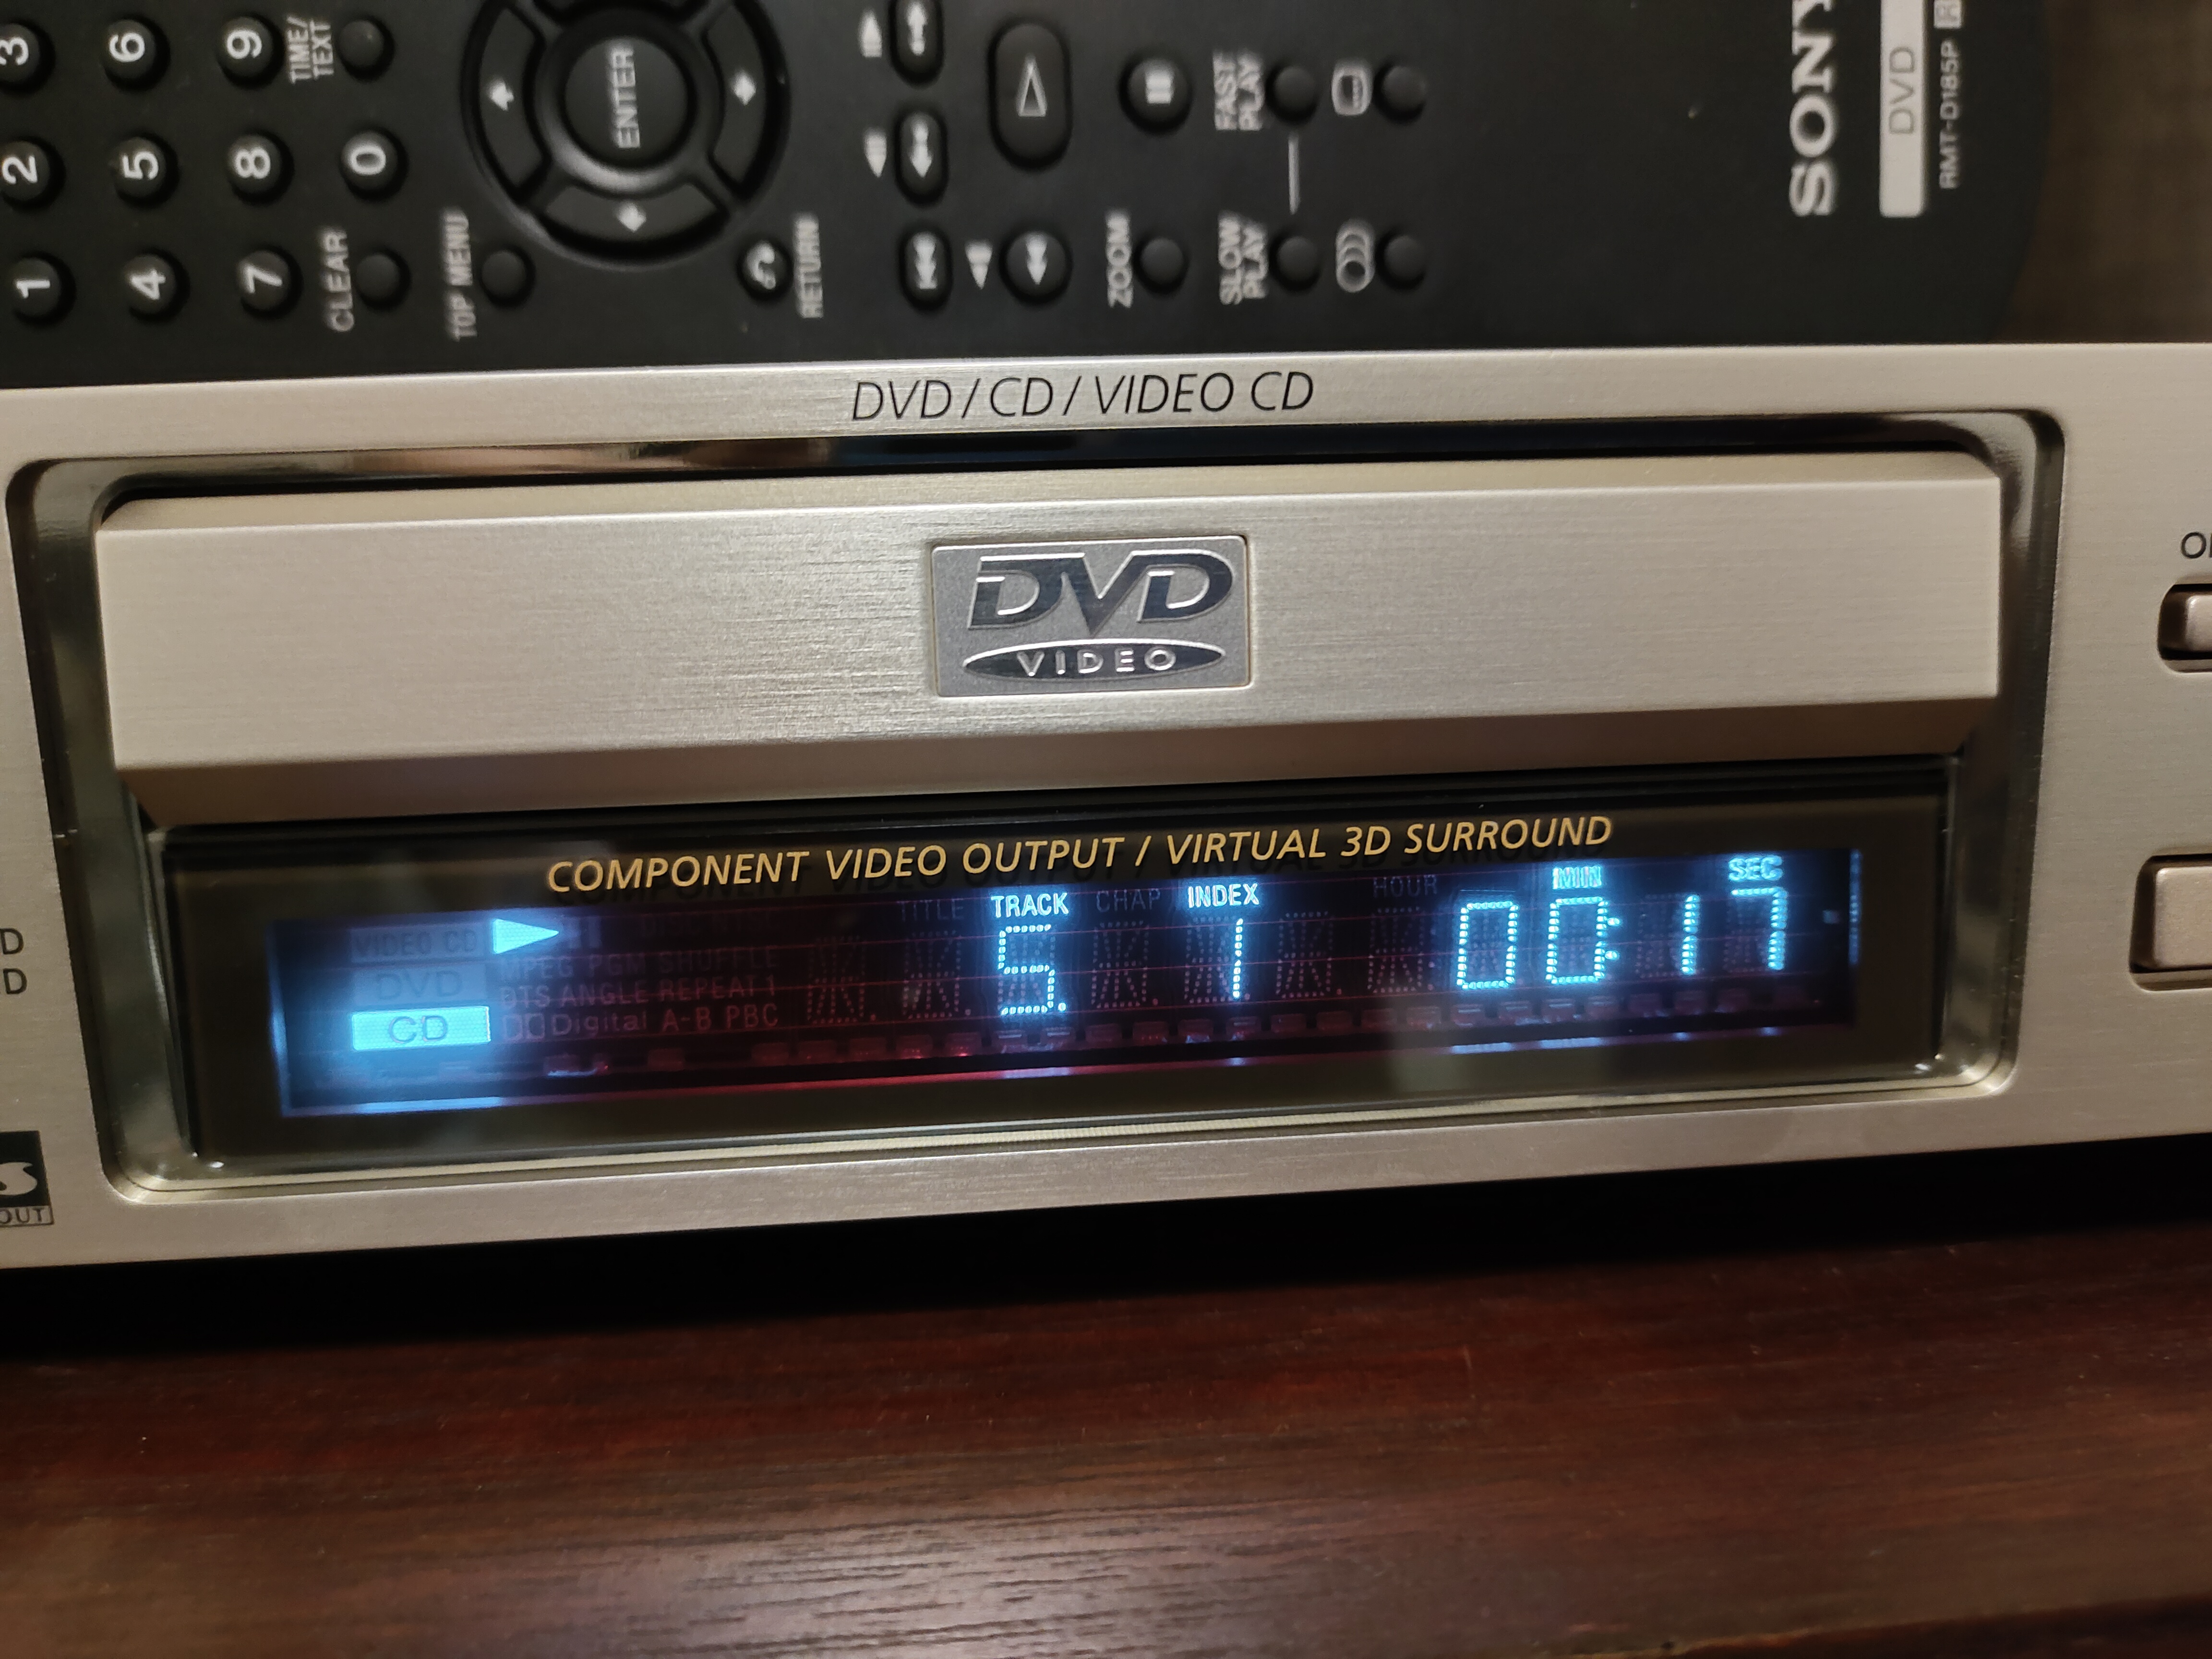 3 6 9 TIME/TEXT
2 5 8 0 ENTER FAST PLAY
1 4 7 CLEAR TOP MENU RETURN ZOOM SLOW PLAY
SONY
DVD
RMT-D185P
DVD / CD / VIDEO CD
DVD
VIDEO
COMPONENT VIDEO OUTPUT / VIRTUAL 3D SURROUND
TITLE TRACK CHAP INDEX HOUR MIN SEC
VIDEO CD
5. 1 00:17
MPEG PGM SHUFFLE
DVD
DTS ANGLE REPEAT 1
CD
Digital A-B PBC
D
D
S
OUT